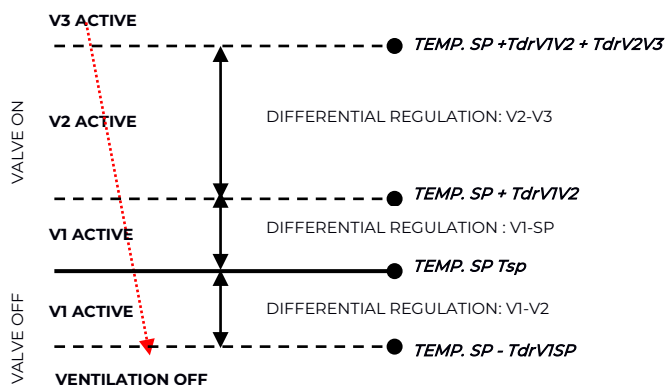 V3 ACTIVE
TEMP. SP +TdrV1V2 + TdrV2V3
VALVE ON
V2 ACTIVE
DIFFERENTIAL REGULATION: V2-V3
TEMP. SP + TdrV1V2
V1 ACTIVE
DIFFERENTIAL REGULATION : V1-SP
TEMP. SP Tsp
VALVE OFF
V1 ACTIVE
DIFFERENTIAL REGULATION: V1-V2
TEMP. SP - TdrV1SP
VENTILATION OFF